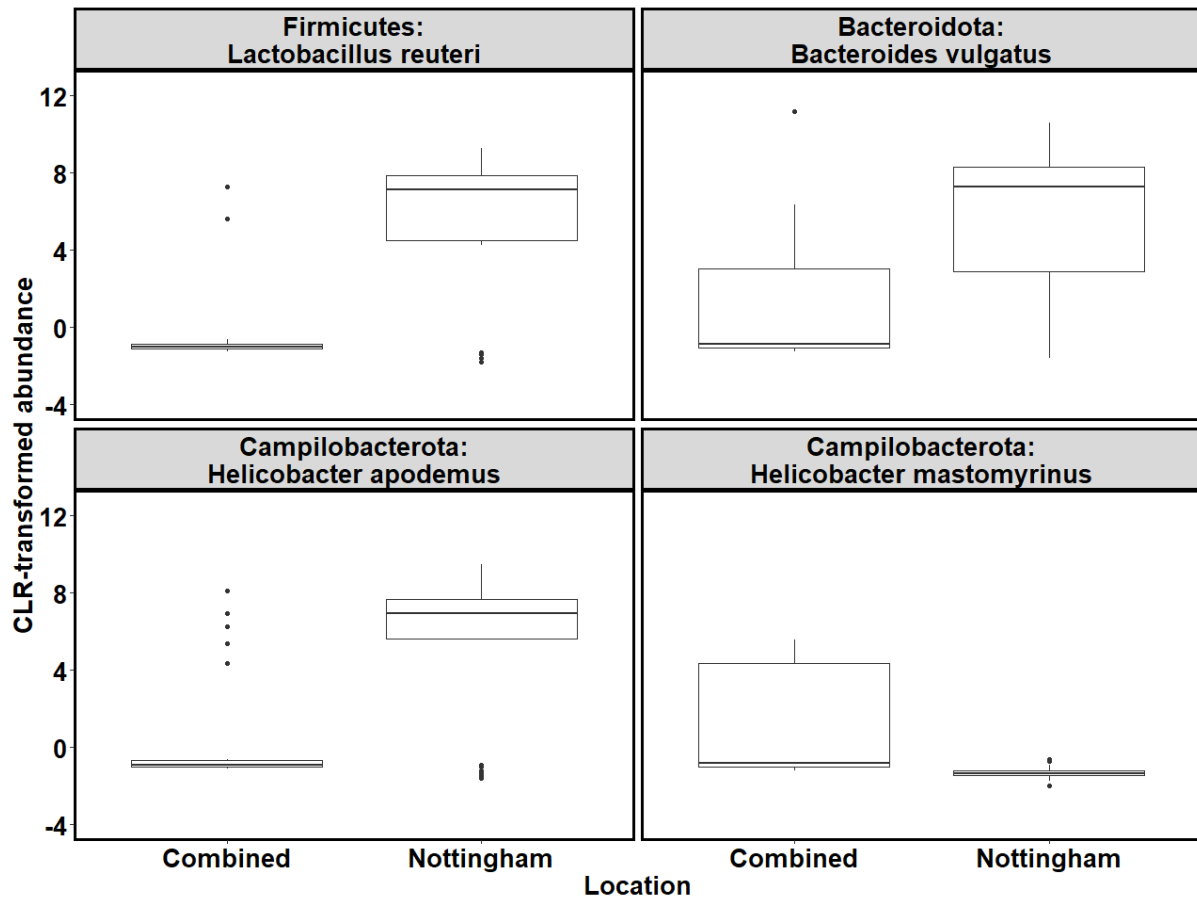 Firmicutes:
Lactobacillus reuteri
Bacteroidota:
Bacteroides vulgatus
12
8
4
0
-4
Campilobacterota:
Helicobacter apodemus
Campilobacterota:
Helicobacter mastomyrinus
12
8
4
0
-4
CLR-transformed abundance
Combined
Nottingham
Combined
Nottingham
Location